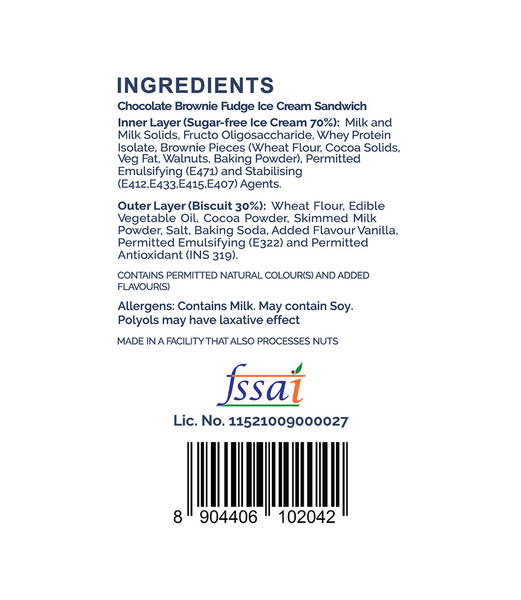 INGREDIENTS
Chocolate Brownie Fudge Ice Cream Sandwich
Inner Layer (Sugar-free Ice Cream 70%): Milk and
Milk Solids, Fructo Oligosaccharide, Whey Protein
Isolate, Brownie Pieces (Wheat Flour, Cocoa Solids,
Veg Fat, Walnuts, Baking Powder), Permitted
Emulsifying (E471) and Stabilising
(E412,E433,E415,E407) Agents.
Outer Layer (Biscuit 30%): Wheat Flour, Edible
Vegetable Oil, Cocoa Powder, Skimmed Milk
Powder, Salt, Baking Soda, Added Flavour Vanilla,
Permitted Emulsifying (E322) and Permitted
Antioxidant (INS 319).
CONTAINS PERMITTED NATURAL COLOUR(S) AND ADDED
FLAVOUR(S)
Allergens: Contains Milk. May contain Soy.
Polyols may have laxative effect
MADE IN A FACILITY THAT ALSO PROCESSES NUTS
fssai
Lic. No. 11521009000027
8 904406 102042